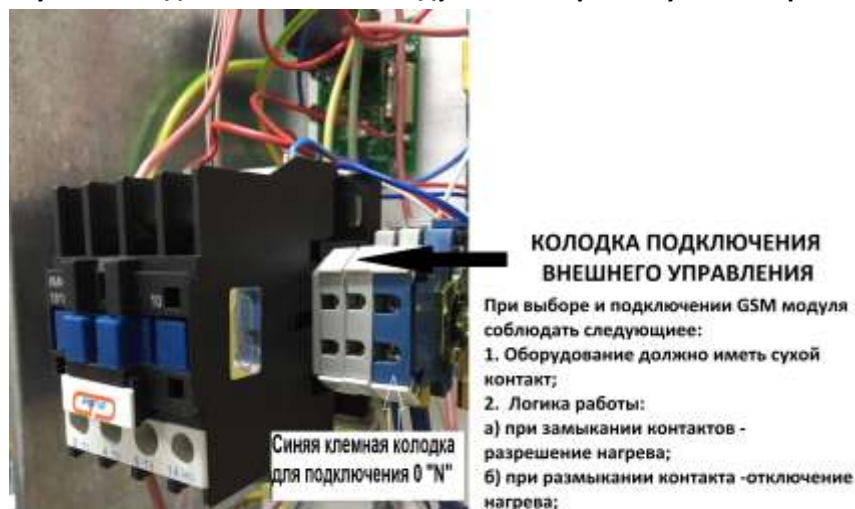 КОЛОДКА ПОДКЛЮЧЕНИЯ
ВНЕШНЕГО УПРАВЛЕНИЯ
При выборе и подключении GSM модуля
соблюдать следующиее:
1. Оборудование должно иметь сухой
контакт;
2. Логика работы:
а) при замыкании контактов -
разрешение нагрева;
б) при размыкании контакта -отключение
нагрева;
Синяя клемная колодка
для подключения 0 "N"
10